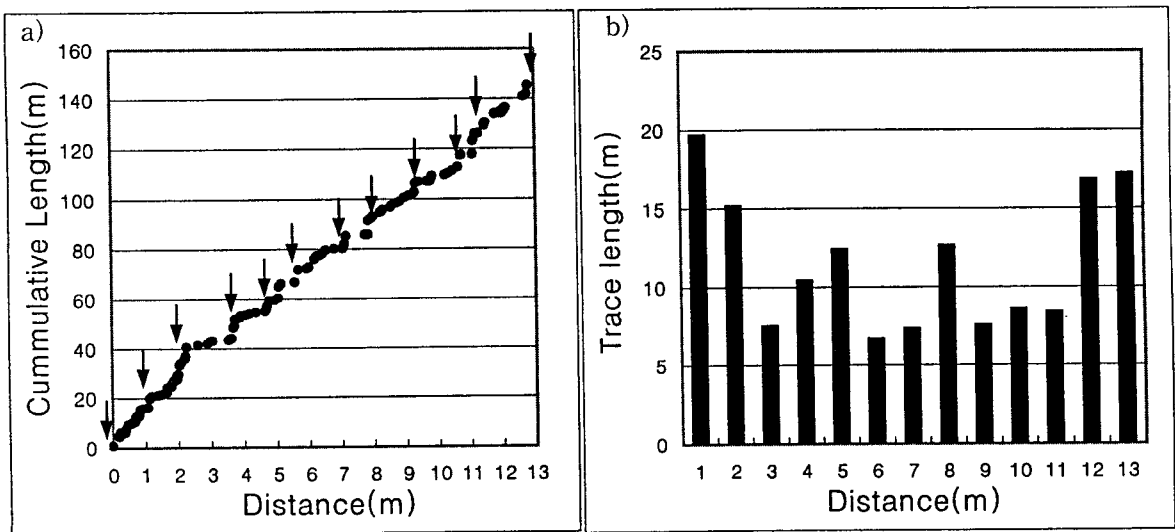 a)
Cummulative Length(m)
160
140
120
100
80
60
40
20
0
0 1 2 3 4 5 6 7 8 9 10 11 12 13
Distance(m)
b)
Trace length(m)
25
20
15
10
5
0
1 2 3 4 5 6 7 8 9 10 11 12 13
Distance(m)